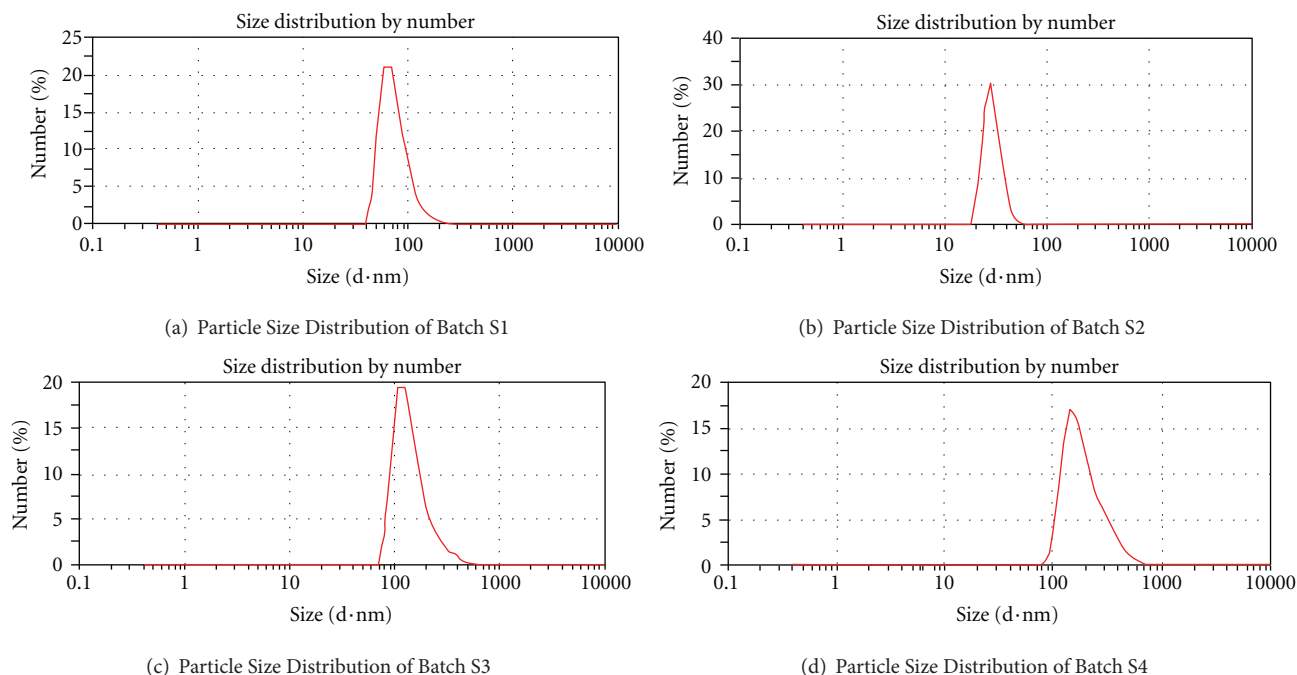 Size distribution by number
25
20
15
10
5
0
Number (%)
0.1 1 10 100 1000 10000
Size (d·nm)
(a) Particle Size Distribution of Batch S1
Size distribution by number
40
30
20
10
0
Number (%)
0.1 1 10 100 1000 10000
Size (d·nm)
(b) Particle Size Distribution of Batch S2
Size distribution by number
20
15
10
5
0
Number (%)
0.1 1 10 100 1000 10000
Size (d·nm)
(c) Particle Size Distribution of Batch S3
Size distribution by number
20
15
10
5
0
Number (%)
0.1 1 10 100 1000 10000
Size (d·nm)
(d) Particle Size Distribution of Batch S4